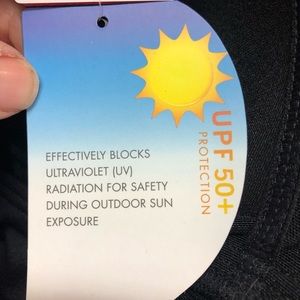 EFFECTIVELY BLOCKS
ULTRAVIOLET (UV)
RADIATION FOR SAFETY
DURING OUTDOOR SUN
EXPOSURE
UPF 50+
PROTECTION